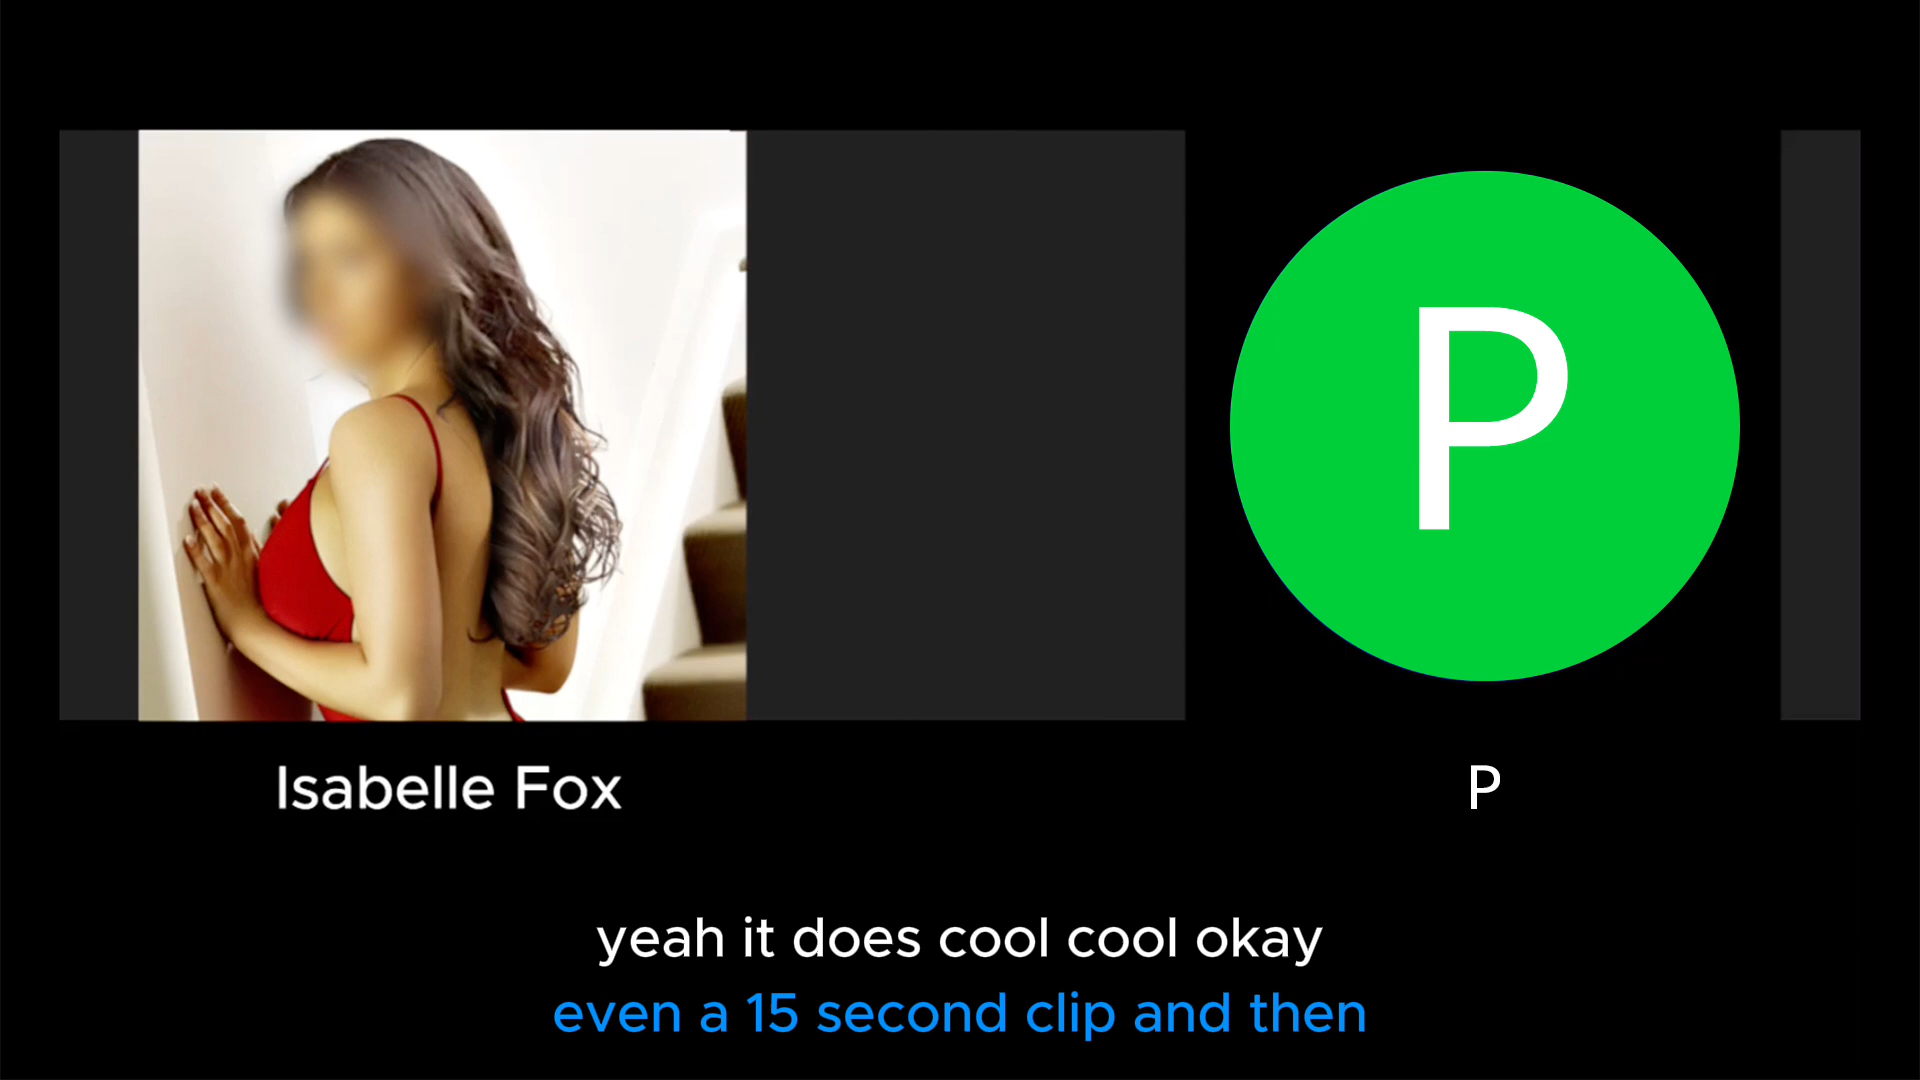 P
Isabelle Fox
P
yeah it does cool cool okay
even a 15 second clip and then